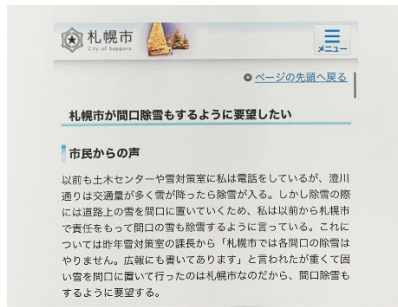 札幌市
City of Sapporo
メニュー
ページの先頭へ戻る
札幌市が間口除雪もするように要望したい
市民からの声
以前も土木センターや雪対策室に私は電話をしているが、澄川
通りは交通量が多く雪が降ったら除雪が入る。しかし除雪の際
には道路上の雪を間口に置いていくため、私は以前から札幌市
で責任をもって間口の雪も除雪するように言っている。これに
ついては昨年雪対策室の課長から「札幌市では各間口の除雪は
やりません。広報にも書いてあります」と言われたが重くて固
い雪を間口に置いて行ったのは札幌市なのだから、間口除雪も
するように要望する。